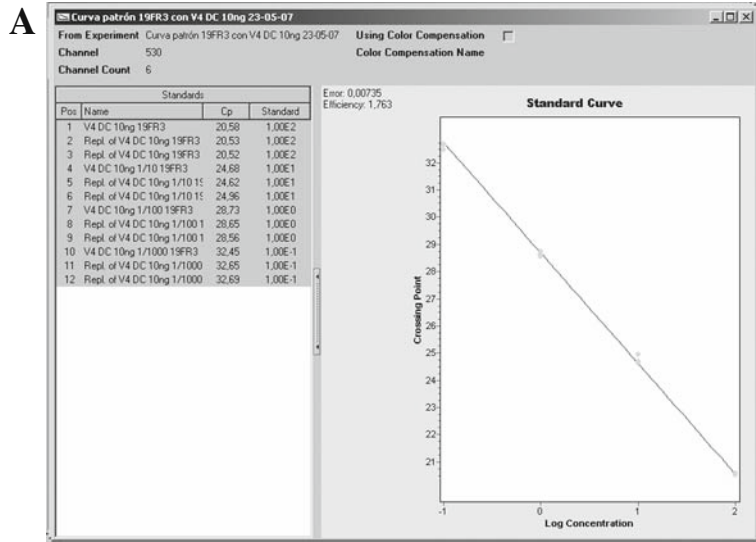 A
Curva patrón 19FR3 con V4 DC 10ng 23-05-07
From Experiment Curva patrón 19FR3 con V4 DC 10ng 23-05-07 Using Color Compensation
Channel 530 Color Compensation Name
Channel Count 6
Standards
Pos Name Cp Standard
1 V4 DC 10ng 19FR3 20,58 1,00E2
2 Repl. of V4 DC 10ng 19FR3 20,53 1,00E2
3 Repl. of V4 DC 10ng 19FR3 20,52 1,00E2
4 V4 DC 10ng 1/10 19FR3 24,68 1,00E1
5 Repl. of V4 DC 10ng 1/10 19 24,62 1,00E1
6 Repl. of V4 DC 10ng 1/10 19 24,96 1,00E1
7 V4 DC 10ng 1/100 19FR3 28,73 1,00E0
8 Repl. of V4 DC 10ng 1/100 1 28,65 1,00E0
9 Repl. of V4 DC 10ng 1/100 1 28,56 1,00E0
10 V4 DC 10ng 1/1000 19FR3 32,45 1,00E-1
11 Repl. of V4 DC 10ng 1/1000 32,65 1,00E-1
12 Repl. of V4 DC 10ng 1/1000 32,69 1,00E-1
Error: 0,00735
Efficiency: 1,763
Standard Curve
Crossing Point
32
31
30
29
28
27
26
25
24
23
22
21
-1 0 1 2
Log Concentration